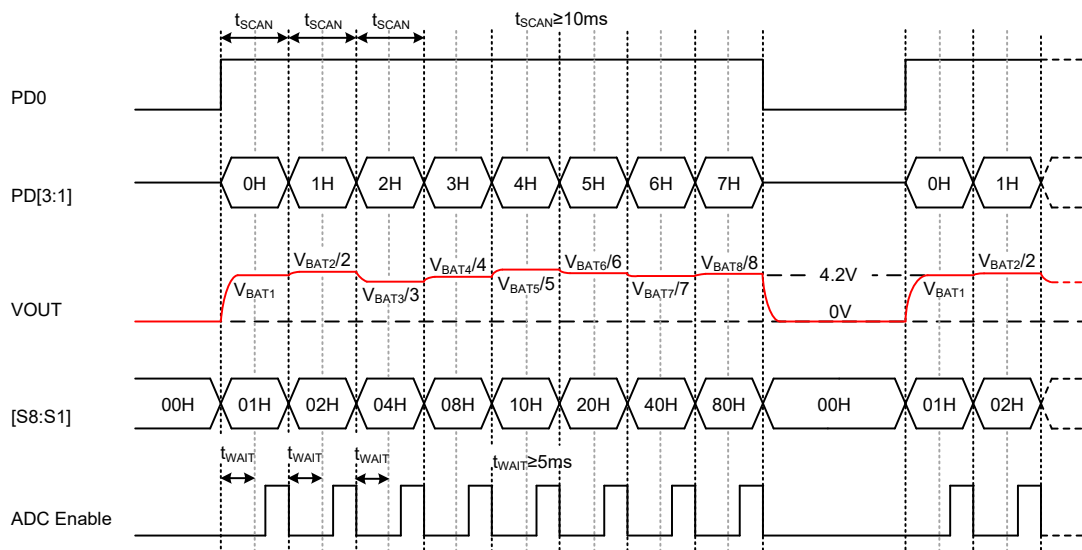 tSCAN tSCAN tSCAN tSCAN≥10ms
PD0
PD[3:1] 0H 1H 2H 3H 4H 5H 6H 7H 0H 1H
VBAT2/2 VBAT4/4 VBAT6/6 VBAT8/8 4.2V VBAT2/2
VBAT1 VBAT3/3 VBAT5/5 VBAT7/7 VBAT1
VOUT 0V
[S8:S1] 00H 01H 02H 04H 08H 10H 20H 40H 80H 00H 01H 02H
tWAIT tWAIT tWAIT tWAIT≥5ms
ADC Enable